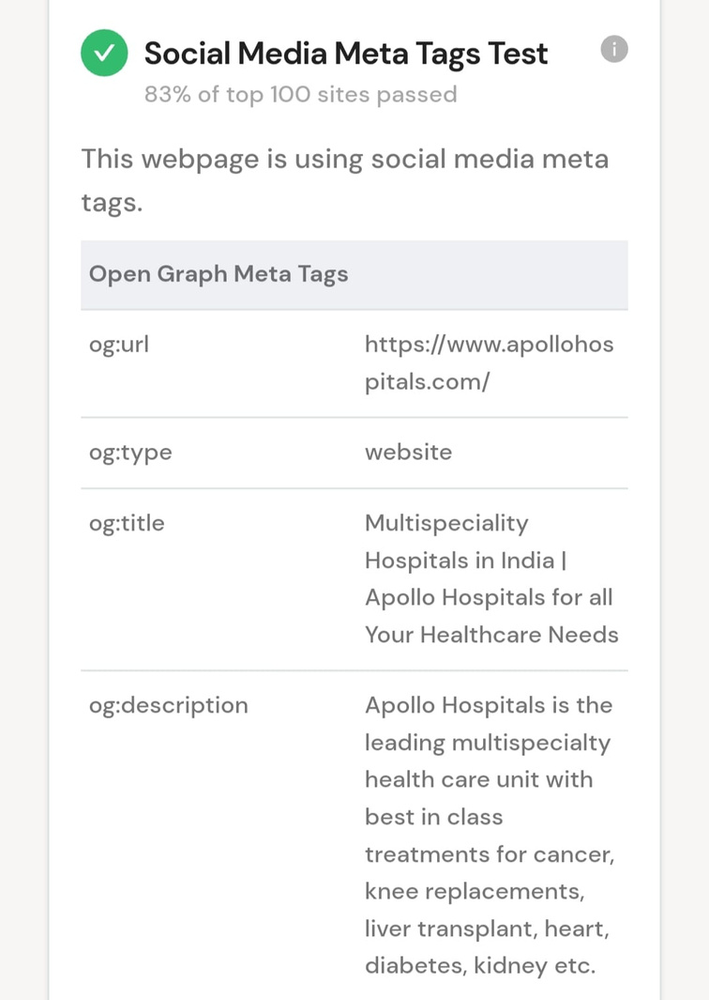 Social Media Meta Tags Test
83% of top 100 sites passed
This webpage is using social media meta
tags.
Open Graph Meta Tags
og:url
https://www.apollohos
pitals.com/
og:type
website
og:title
Multispeciality
Hospitals in India |
Apollo Hospitals for all
Your Healthcare Needs
og:description
Apollo Hospitals is the
leading multispecialty
health care unit with
best in class
treatments for cancer,
knee replacements,
liver transplant, heart,
diabetes, kidney etc.